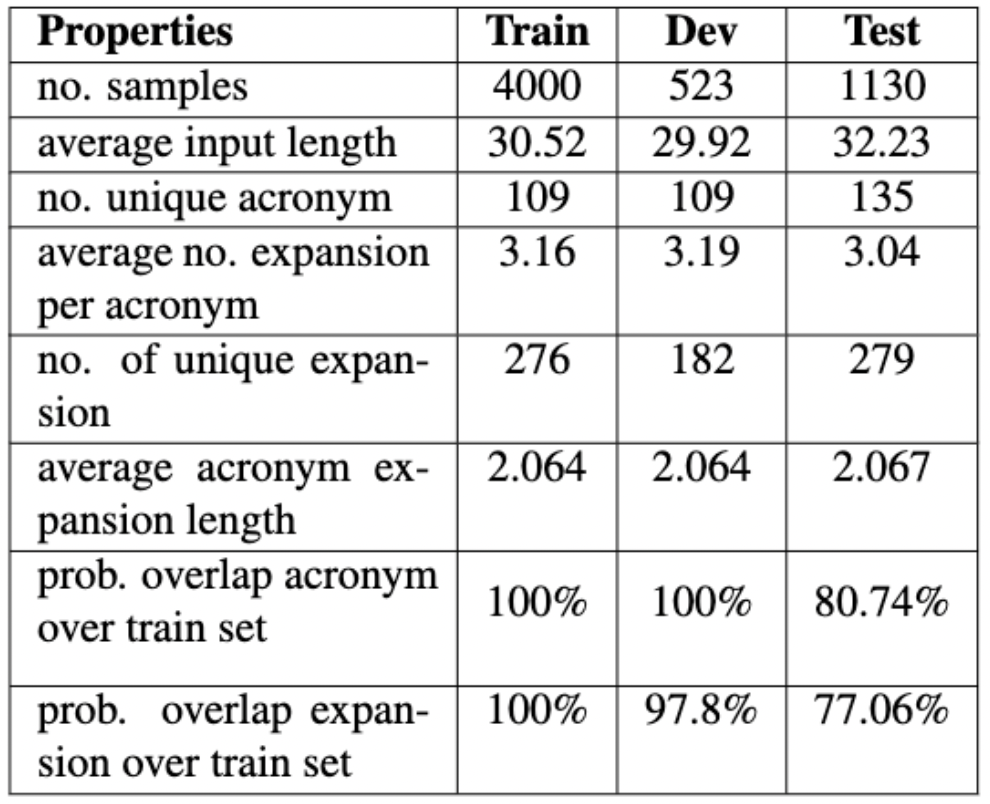 Properties Train Dev Test
no. samples 4000 523 1130
average input length 30.52 29.92 32.23
no. unique acronym 109 109 135
average no. expansion 3.16 3.19 3.04
per acronym
no. of unique expan- 276 182 279
sion
average acronym ex- 2.064 2.064 2.067
pansion length
prob. overlap acronym
over train set 100% 100% 80.74%
prob. overlap expan- 100% 97.8% 77.06%
sion over train set